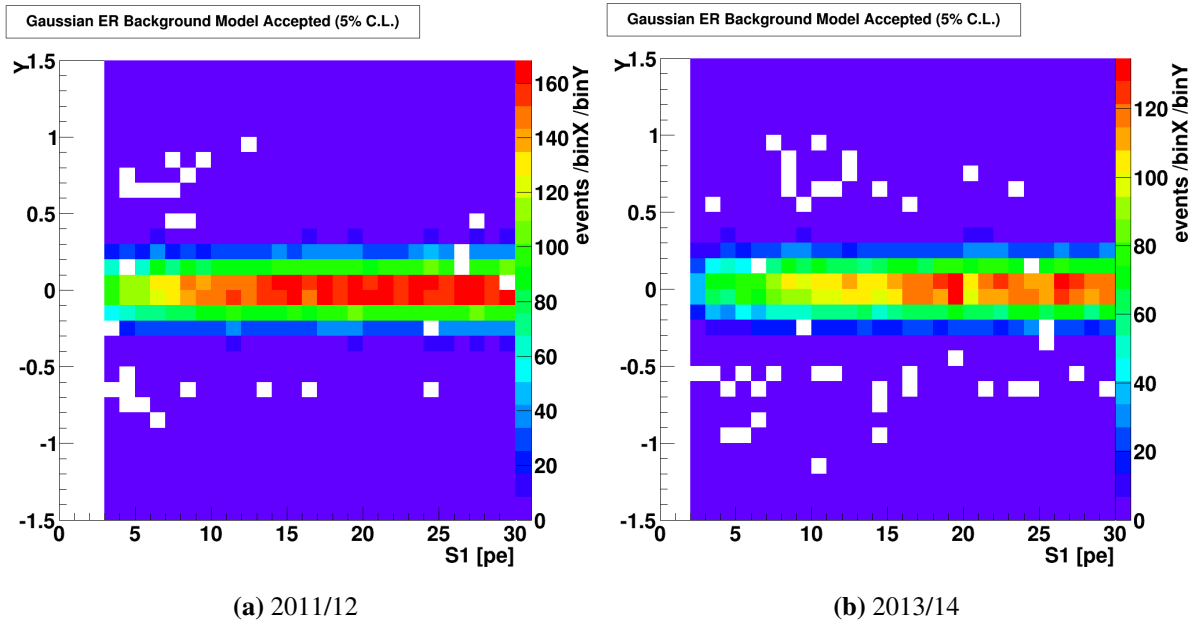 Gaussian ER Background Model Accepted (5% C.L.)
Y
1.5
1
0.5
0
-0.5
-1
-1.5
0 5 10 15 20 25 30
S1 [pe]
160
140
120
100
80
60
40
20
0
events /binX /binY
(a) 2011/12
Gaussian ER Background Model Accepted (5% C.L.)
Y
1.5
1
0.5
0
-0.5
-1
-1.5
0 5 10 15 20 25 30
S1 [pe]
120
100
80
60
40
20
0
events /binX /binY
(b) 2013/14